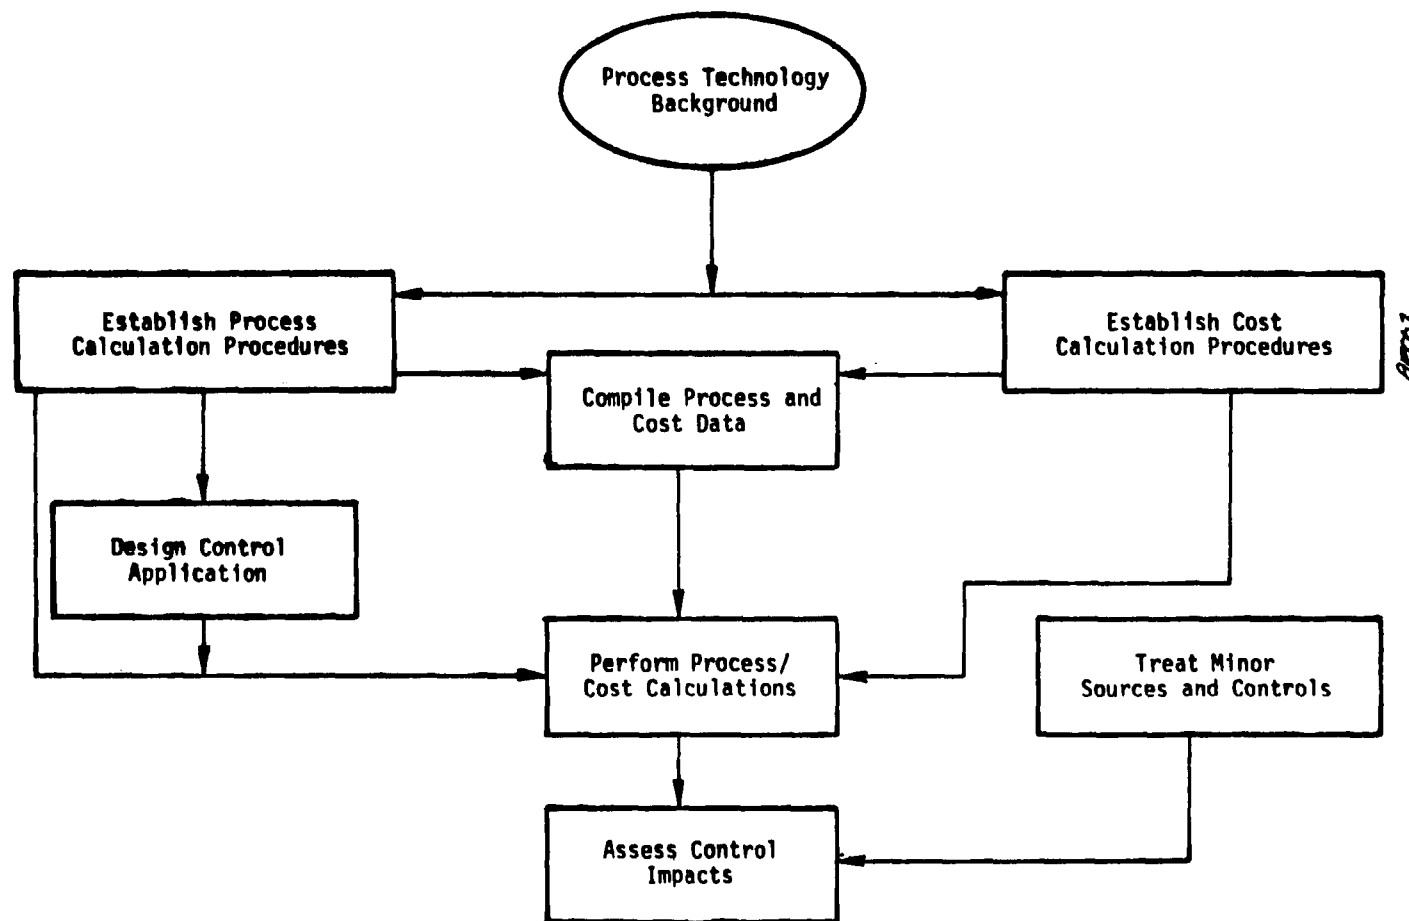 Process Technology
Background
Establish Process
Calculation Procedures
Establish Cost
Calculation Procedures
Compile Process and
Cost Data
Design Control
Application
Perform Process/
Cost Calculations
Treat Minor
Sources and Controls
Assess Control
Impacts